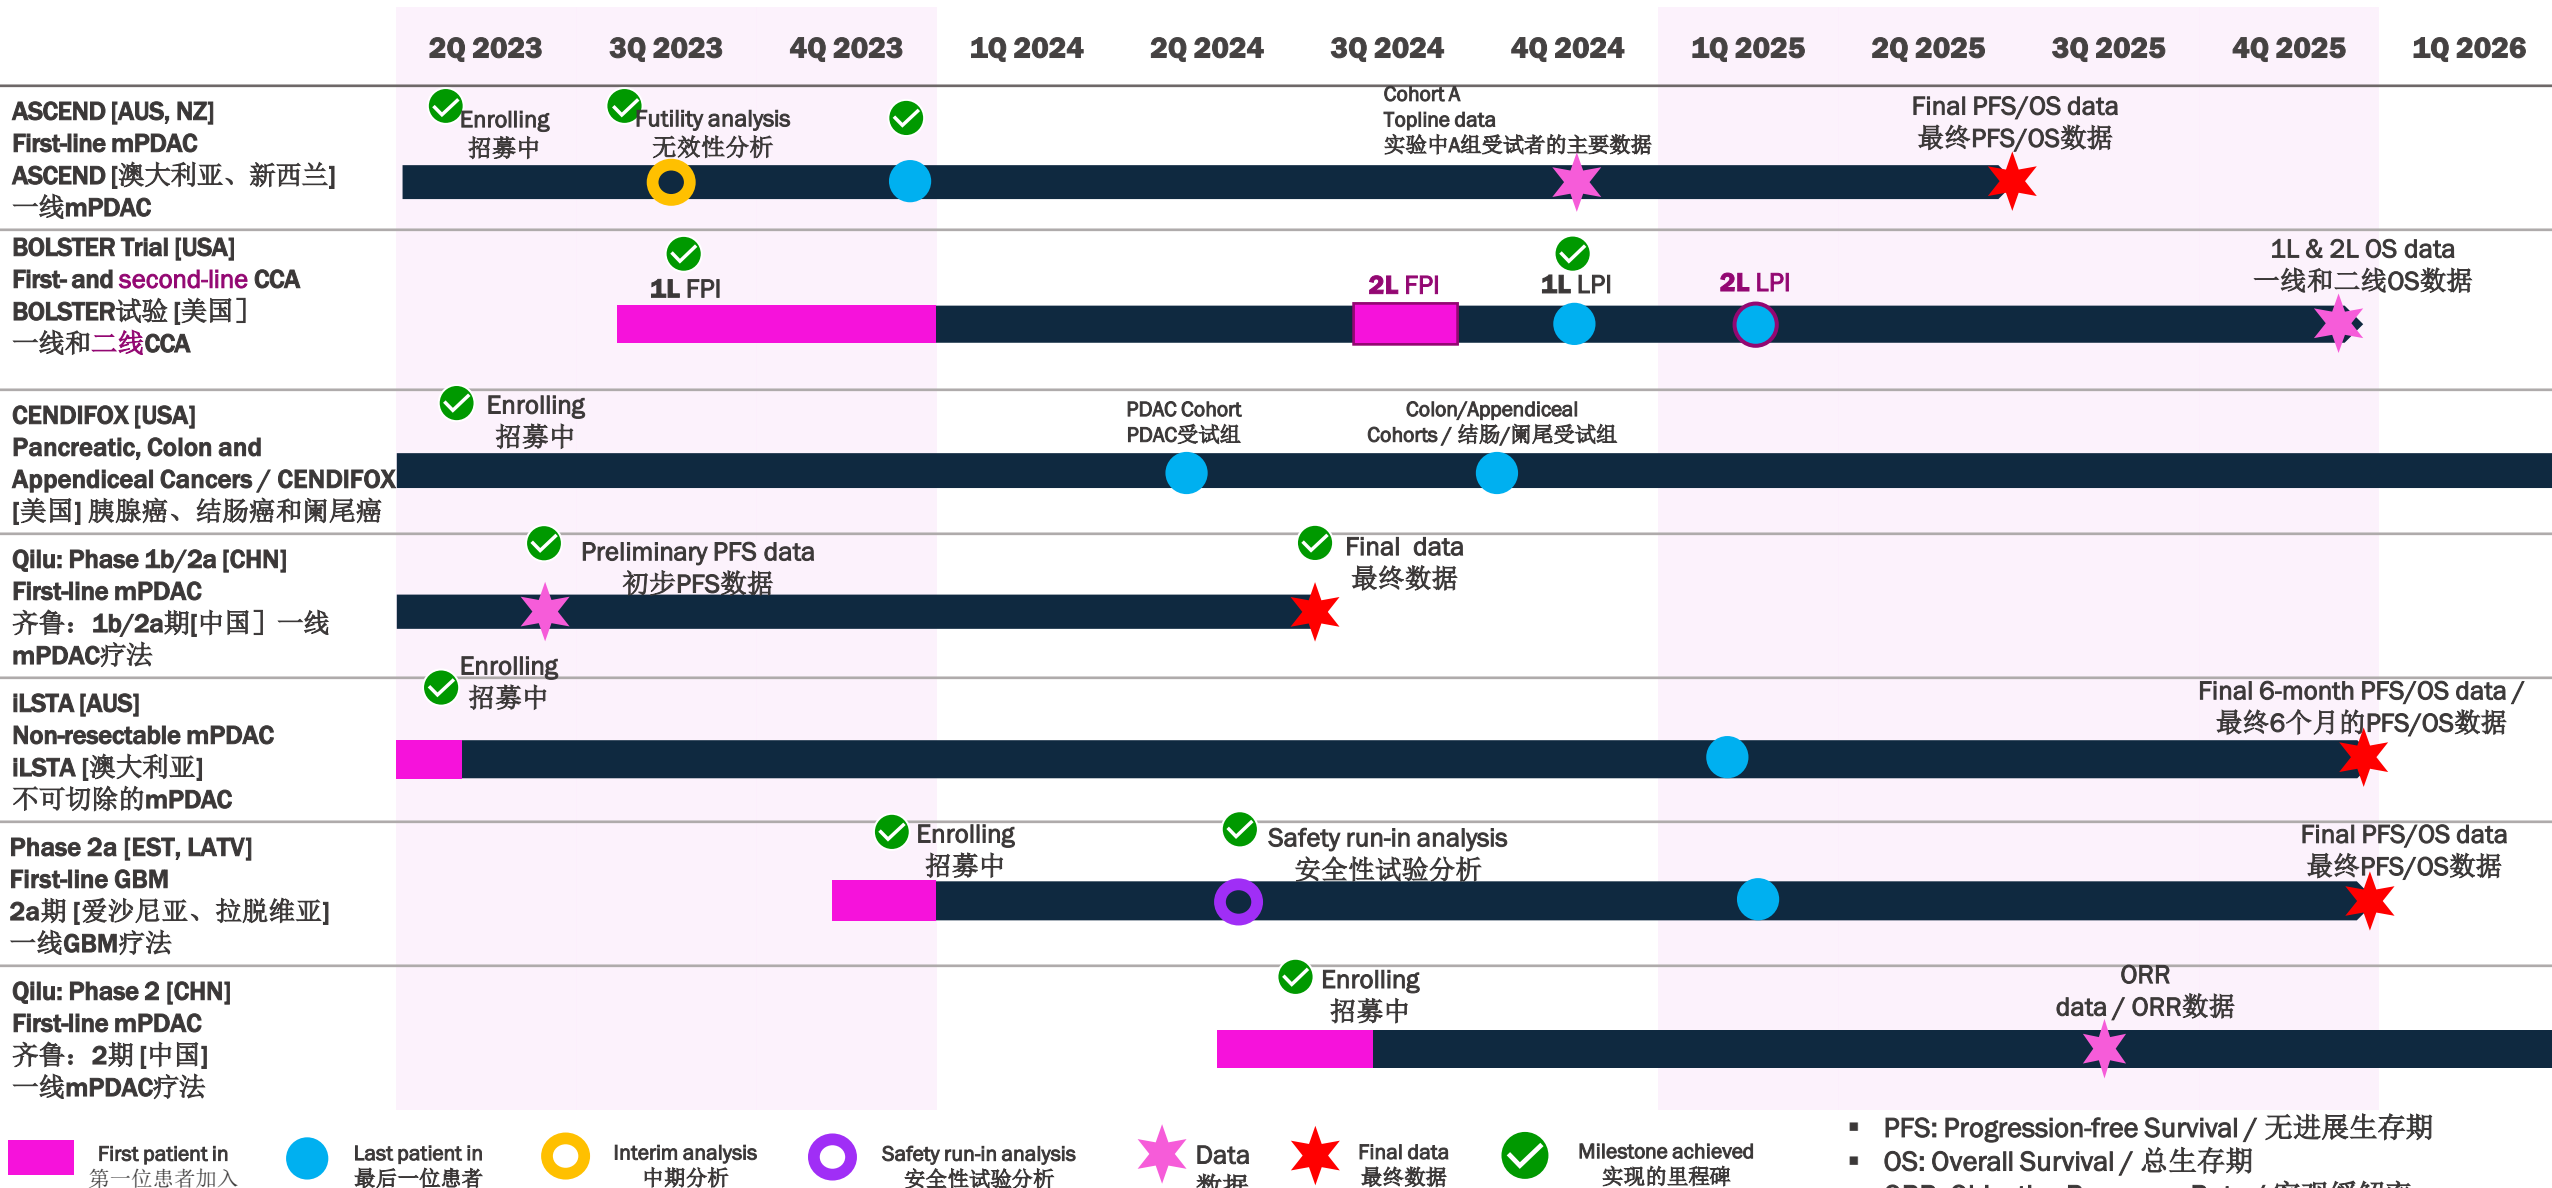 2Q 2023 3Q 2023 4Q 2023 1Q 2024 2Q 2024 3Q 2024 4Q 2024 1Q 2025 2Q 2025 3Q 2025 4Q 2025 1Q 2026
ASCEND [AUS, NZ]
First-line mPDAC
ASCEND [澳大利亚、新西兰]
一线mPDAC
Enrolling
招募中
Futility analysis
无效性分析
Cohort A
Topline data
实验中A组受试者的主要数据
Final PFS/OS data
最终PFS/OS数据
BOLSTER Trial [USA]
First- and second-line CCA
BOLSTER试验 [美国]
一线和二线CCA
1L FPI
2L FPI
1L LPI
2L LPI
1L & 2L OS data
一线和二线OS数据
CENDIFOX [USA]
Pancreatic, Colon and
Appendiceal Cancers / CENDIFOX
[美国] 胰腺癌、结肠癌和阑尾癌
Enrolling
招募中
PDAC Cohort
PDAC受试组
Colon/Appendiceal
Cohorts / 结肠/阑尾受试组
Qilu: Phase 1b/2a [CHN]
First-line mPDAC
齐鲁：1b/2a期[中国] 一线
mPDAC疗法
Preliminary PFS data
初步PFS数据
Final data
最终数据
iLSTA [AUS]
Non-resectable mPDAC
iLSTA [澳大利亚]
不可切除的mPDAC
Enrolling
招募中
Final 6-month PFS/OS data /
最终6个月的PFS/OS数据
Phase 2a [EST, LATV]
First-line GBM
2a期 [爱沙尼亚、拉脱维亚]
一线GBM疗法
Enrolling
招募中
Safety run-in analysis
安全性试验分析
Final PFS/OS data
最终PFS/OS数据
Qilu: Phase 2 [CHN]
First-line mPDAC
齐鲁：2期 [中国]
一线mPDAC疗法
Enrolling
招募中
ORR
data / ORR数据
First patient in
第一位患者加入
Last patient in
最后一位患者
Interim analysis
中期分析
Safety run-in analysis
安全性试验分析
Data
数据
Final data
最终数据
Milestone achieved
实现的里程碑
▪ PFS: Progression-free Survival / 无进展生存期
▪ OS: Overall Survival / 总生存期